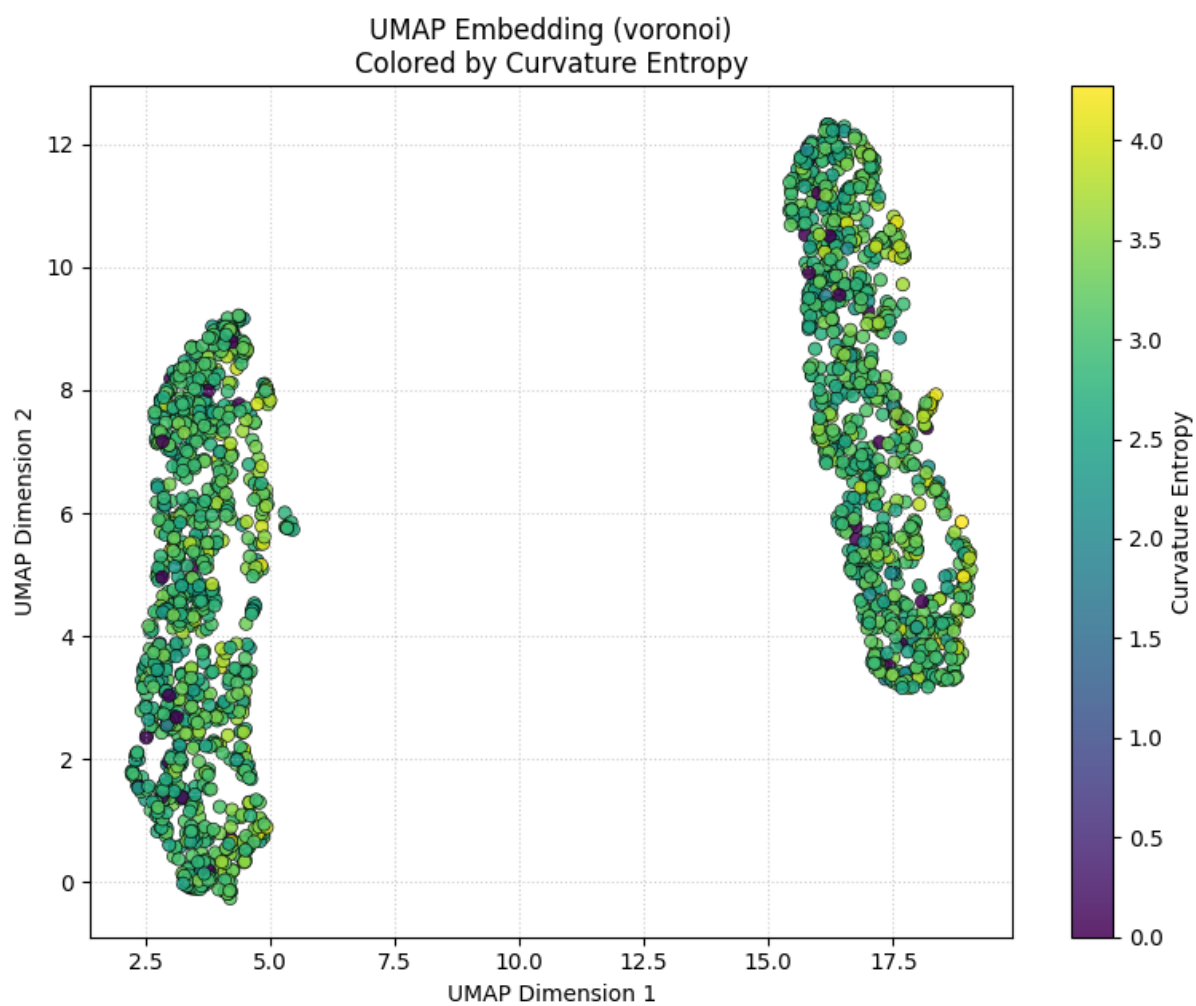 UMAP Embedding (voronoi)
Colored by Curvature Entropy
12
10
8
6
4
2
0
UMAP Dimension 2
2.5 5.0 7.5 10.0 12.5 15.0 17.5
UMAP Dimension 1
4.0
3.5
3.0
2.5
2.0
1.5
1.0
0.5
0.0
Curvature Entropy